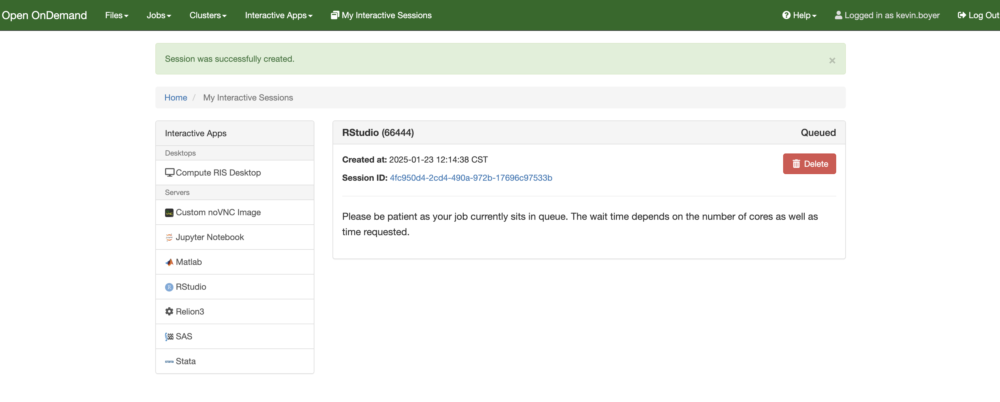 Open OnDemand Files Jobs Clusters Interactive Apps My Interactive Sessions Help Logged in as kevin.boyer Log Out
Session was successfully created. ×
Home / My Interactive Sessions
Interactive Apps
Desktops
Compute RIS Desktop
Servers
VNC Custom noVNC Image
Jupyter Notebook
Matlab
R RStudio
Relion3
sas SAS
stata Stata
RStudio (66444) Queued
Created at: 2025-01-23 12:14:38 CST
Delete
Session ID: 4fc950d4-2cd4-490a-972b-17696c97533b
Please be patient as your job currently sits in queue. The wait time depends on the number of cores as well as
time requested.